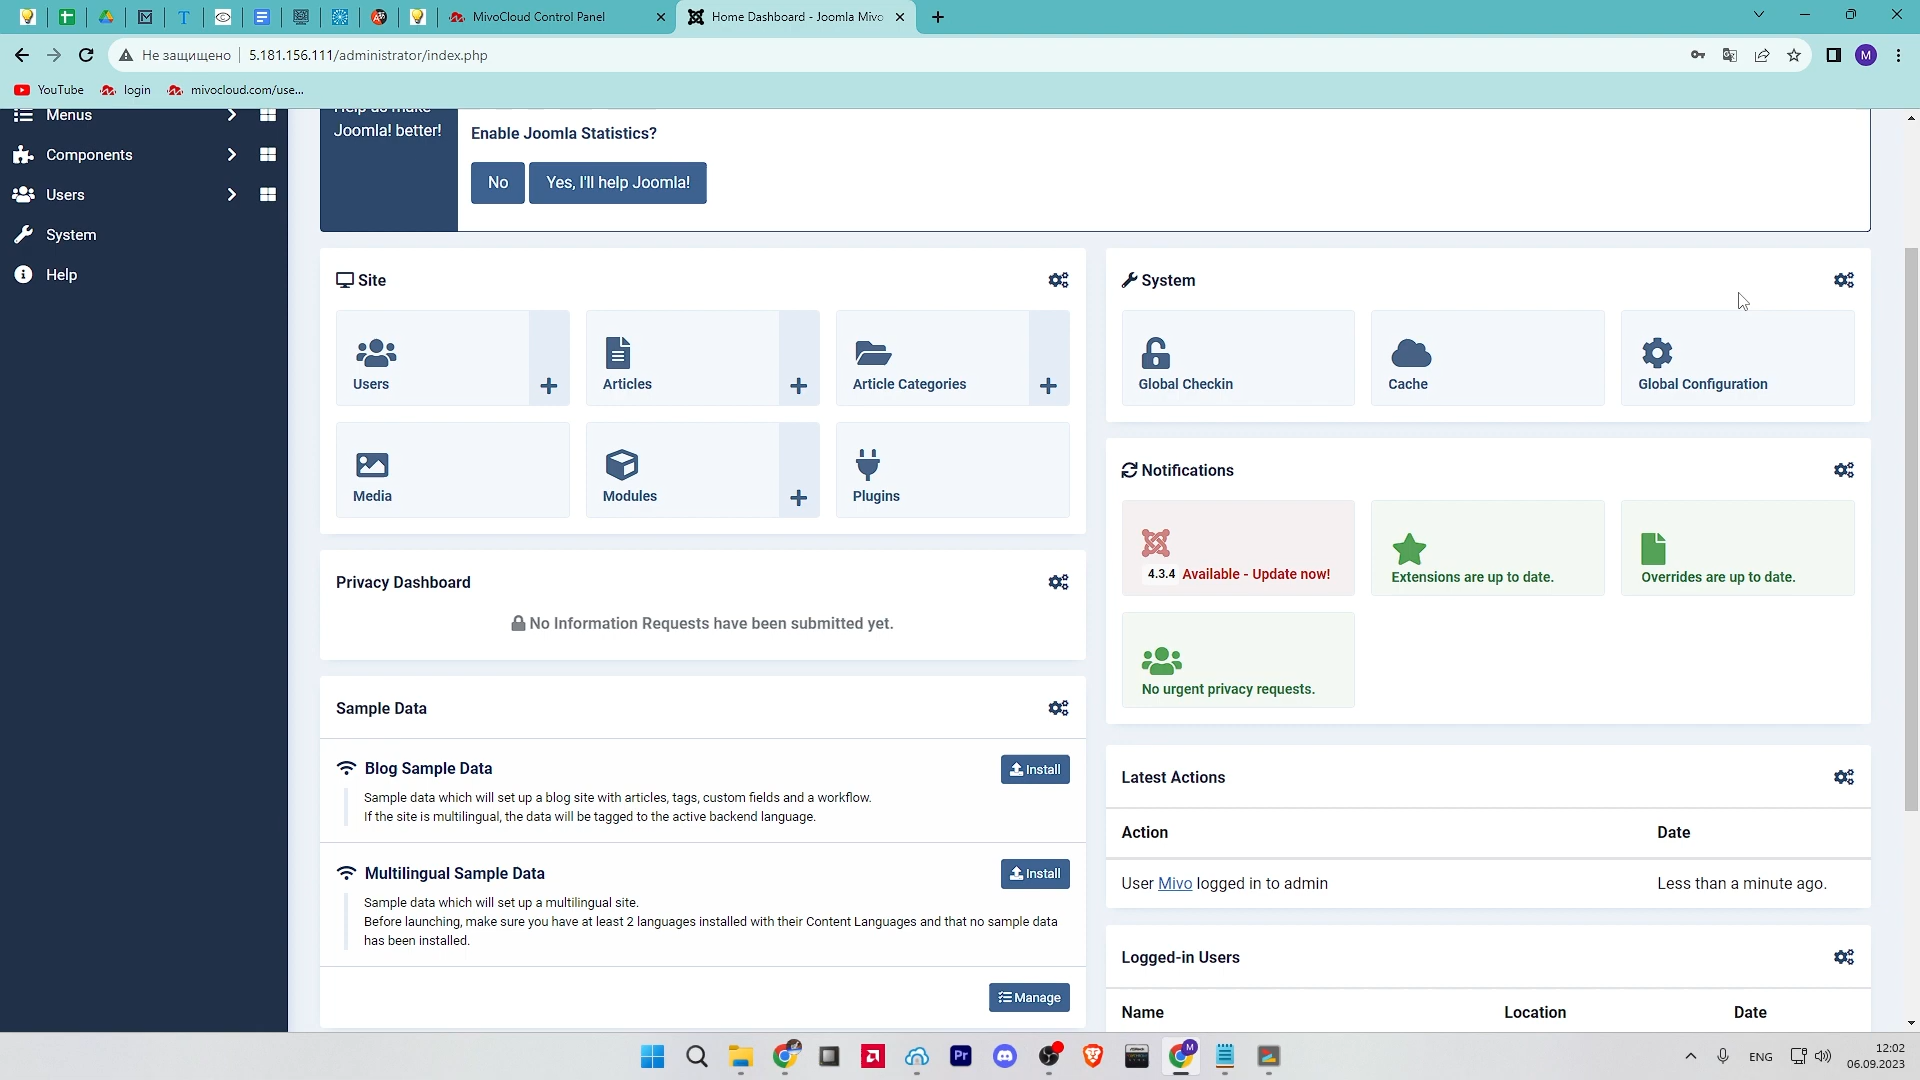 MivoCloud Control Panel
Home Dashboard - Joomla Mivo
Не защищено
5.181.156.111/administrator/index.php
M
YouTube
login
mivocloud.com/use...
Menus
Components
Users
System
Help
Help us make
Joomla! better!
Enable Joomla Statistics?
No
Yes, I'll help Joomla!
Site
Users
Articles
Article Categories
Media
Modules
Plugins
Privacy Dashboard
No Information Requests have been submitted yet.
Sample Data
Blog Sample Data
Install
Sample data which will set up a blog site with articles, tags, custom fields and a workflow.
If the site is multilingual, the data will be tagged to the active backend language.
Multilingual Sample Data
Install
Sample data which will set up a multilingual site.
Before launching, make sure you have at least 2 languages installed with their Content Languages and that no sample data
has been installed.
Manage
System
Global Checkin
Cache
Global Configuration
Notifications
4.3.4 Available - Update now!
Extensions are up to date.
Overrides are up to date.
No urgent privacy requests.
Latest Actions
Action Date
User Mivo logged in to admin Less than a minute ago.
Logged-in Users
Name Location Date
Pr
M
ENG
12:02
06.09.2023